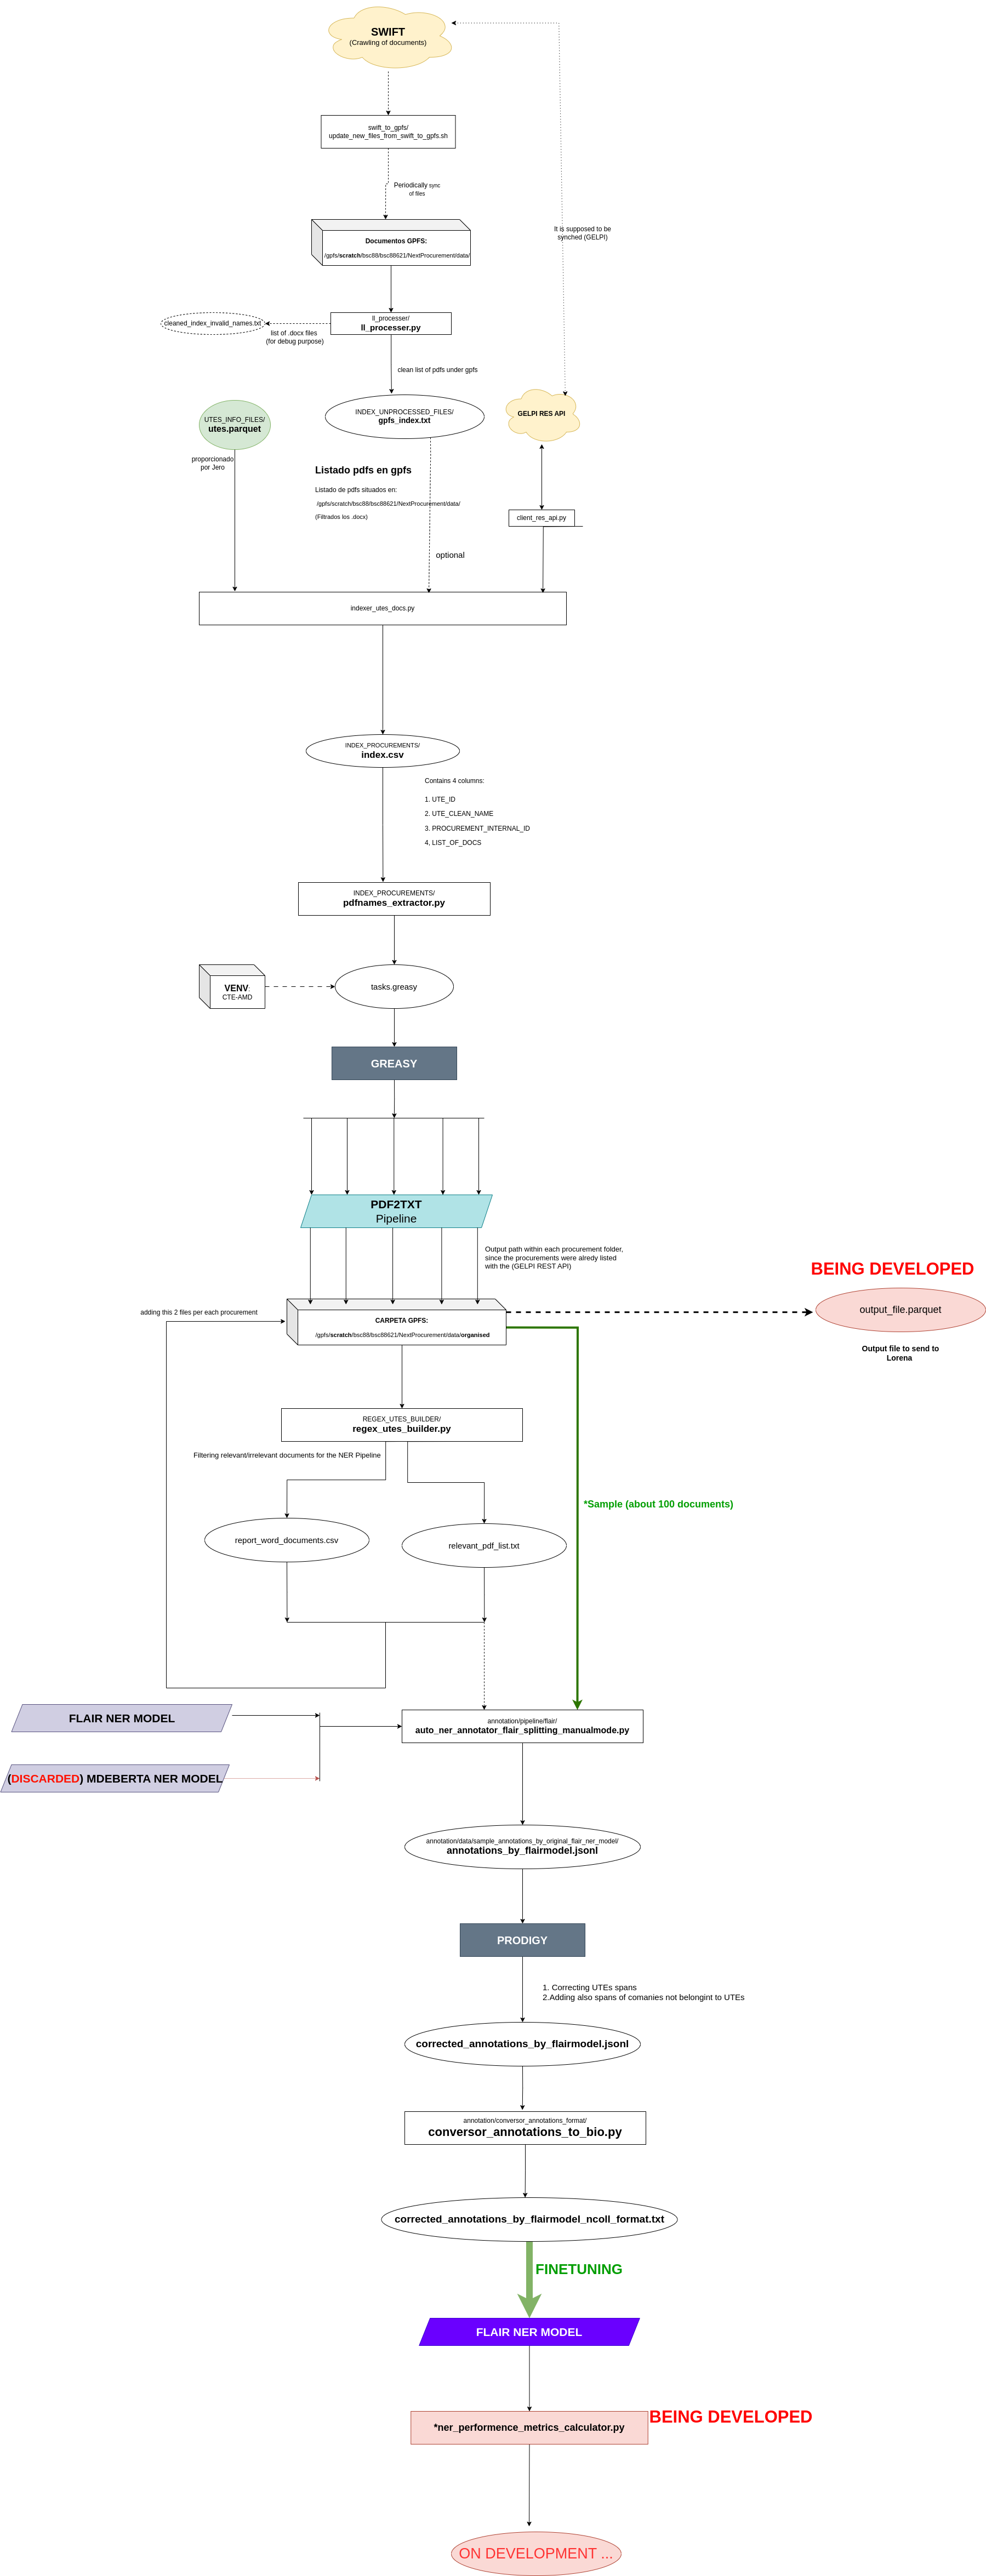 SWIFT
(Crawling of documents)
swift_to_gpfs/
update_new_files_from_swift_to_gpfs.sh
Periodically sync
of files
It is supposed to be
synched (GELPI)
Documentos GPFS:
/gpfs/scratch/bsc88/bsc88621/NextProcurement/data/
cleaned_index_invalid_names.txt
list of .docx files
(for debug purpose)
ll_processer/
ll_processer.py
clean list of pdfs under gpfs
UTES_INFO_FILES/
utes.parquet
INDEX_UNPROCESSED_FILES/
gpfs_index.txt
GELPI RES API
proporcionado
por Jero
Listado pdfs en gpfs
Listado de pdfs situados en:
/gpfs/scratch/bsc88/bsc88621/NextProcurement/data/
(Filtrados los .docx)
client_res_api.py
optional
indexer_utes_docs.py
INDEX_PROCUREMENTS/
index.csv
Contains 4 columns:
1. UTE_ID
2. UTE_CLEAN_NAME
3. PROCUREMENT_INTERNAL_ID
4, LIST_OF_DOCS
INDEX_PROCUREMENTS/
pdfnames_extractor.py
VENV:
CTE-AMD
tasks.greasy
GREASY
PDF2TXT
Pipeline
Output path within each procurement folder,
since the procurements were alredy listed
with the (GELPI REST API)
BEING DEVELOPED
output_file.parquet
Output file to send to
Lorena
adding this 2 files per each procurement
CARPETA GPFS:
/gpfs/scratch/bsc88/bsc88621/NextProcurement/data/organised
REGEX_UTES_BUILDER/
regex_utes_builder.py
Filtering relevant/irrelevant documents for the NER Pipeline
*Sample (about 100 documents)
report_word_documents.csv
relevant_pdf_list.txt
FLAIR NER MODEL
annotation/pipeline/flair/
auto_ner_annotator_flair_splitting_manualmode.py
(DISCARDED) MDEBERTA NER MODEL
annotation/data/sample_annotations_by_original_flair_ner_model/
annotations_by_flairmodel.jsonl
PRODIGY
1. Correcting UTEs spans
2.Adding also spans of comanies not belongint to UTEs
corrected_annotations_by_flairmodel.jsonl
annotation/conversor_annotations_format/
conversor_annotations_to_bio.py
corrected_annotations_by_flairmodel_ncoll_format.txt
FINETUNING
FLAIR NER MODEL
BEING DEVELOPED
*ner_performence_metrics_calculator.py
ON DEVELOPMENT ...